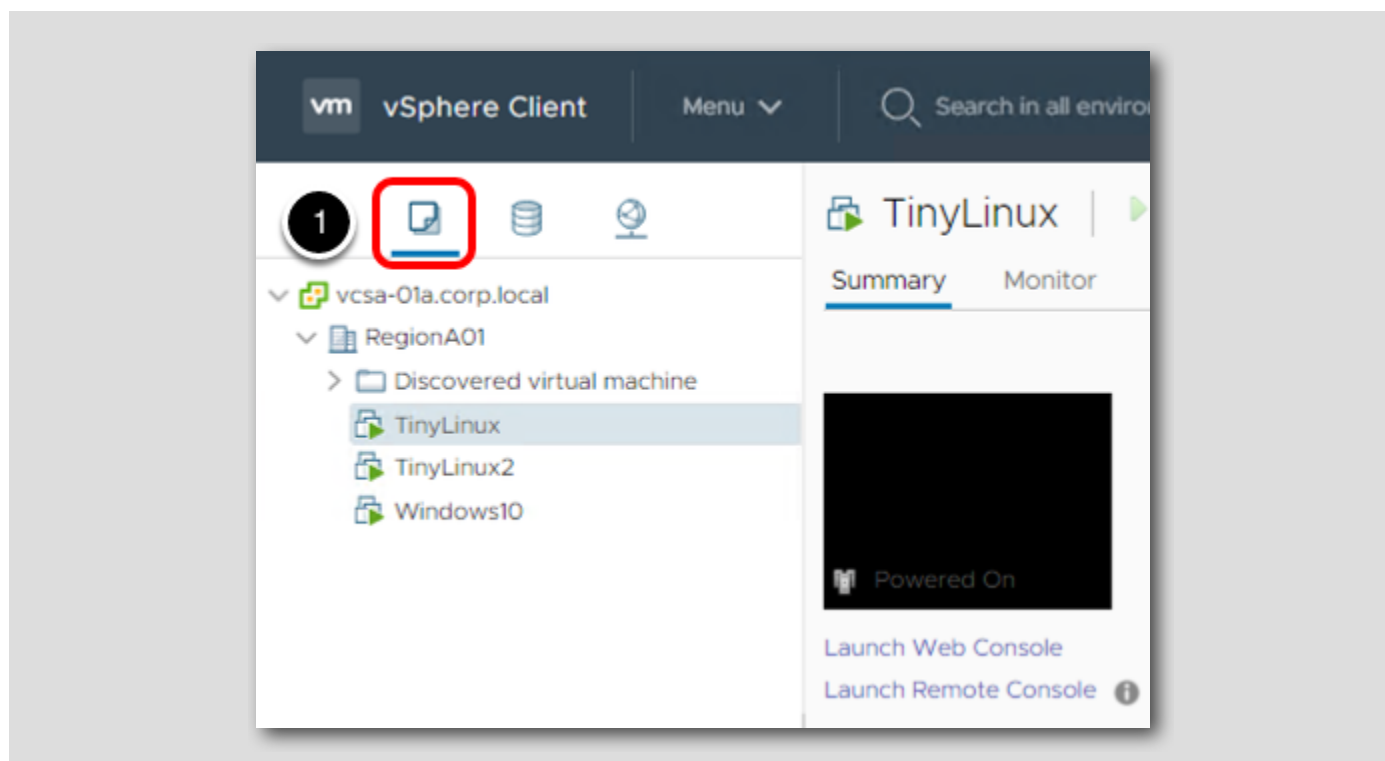 vm vSphere Client Menu Search in all enviro
1
TinyLinux
Summary Monitor
vcsa-01a.corp.local
RegionA01
Discovered virtual machine
TinyLinux
TinyLinux2
Windows10
Powered On
Launch Web Console
Launch Remote Console